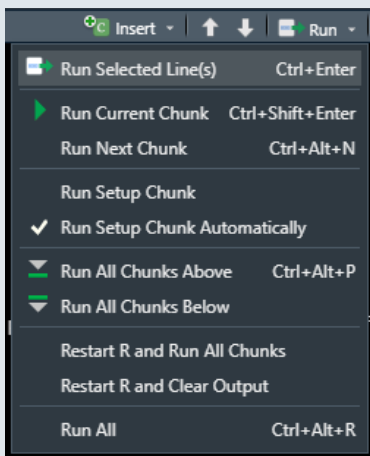 Insert Run
Run Selected Line(s) Ctrl+Enter
Run Current Chunk Ctrl+Shift+Enter
Run Next Chunk Ctrl+Alt+N
Run Setup Chunk
Run Setup Chunk Automatically
Run All Chunks Above Ctrl+Alt+P
Run All Chunks Below
Restart R and Run All Chunks
Restart R and Clear Output
Run All Ctrl+Alt+R